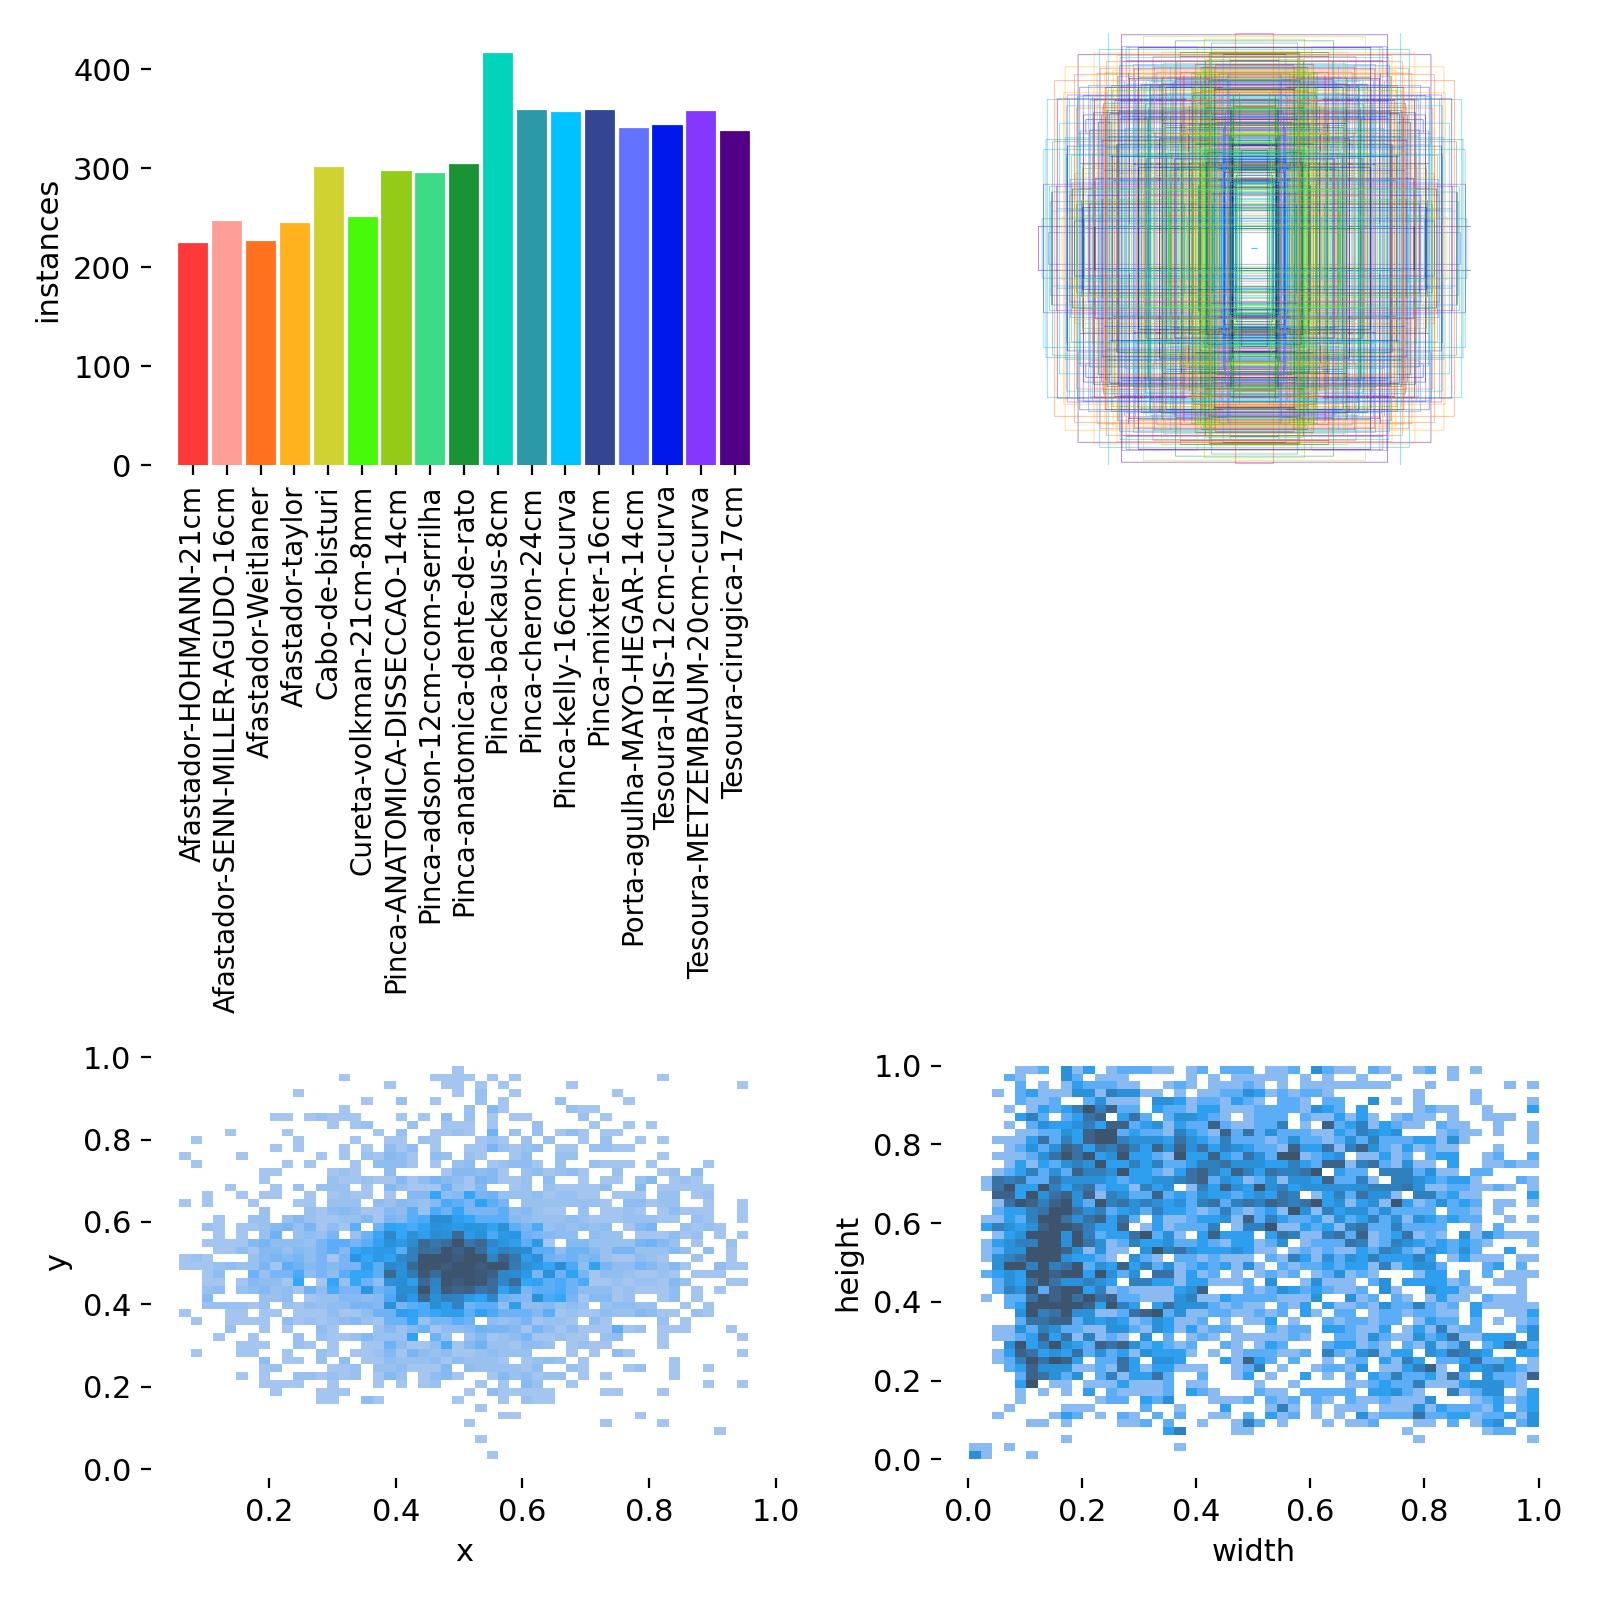 400
300
200
100
0
instances
Afastador-HOHMANN-21cm
Afastador-SENN-MILLER-AGUDO-16cm
Afastador-Weitlaner
Afastador-taylor
Cabo-de-bisturi
Cureta-volkman-21cm-8mm
Pinca-ANATOMICA-DISSECCAO-14cm
Pinca-adson-12cm-com-serrilha
Pinca-anatomica-dente-de-rato
Pinca-backaus-8cm
Pinca-cheron-24cm
Pinca-kelly-16cm-curva
Pinca-mixter-16cm
Porta-agulha-MAYO-HEGAR-14cm
Tesoura-IRIS-12cm-curva
Tesoura-METZEMBAUM-20cm-curva
Tesoura-cirugica-17cm
1.0
0.8
0.6
0.4
0.2
0.0
y
0.2 0.4 0.6 0.8 1.0
x
1.0
0.8
0.6
0.4
0.2
0.0
height
0.0 0.2 0.4 0.6 0.8 1.0
width